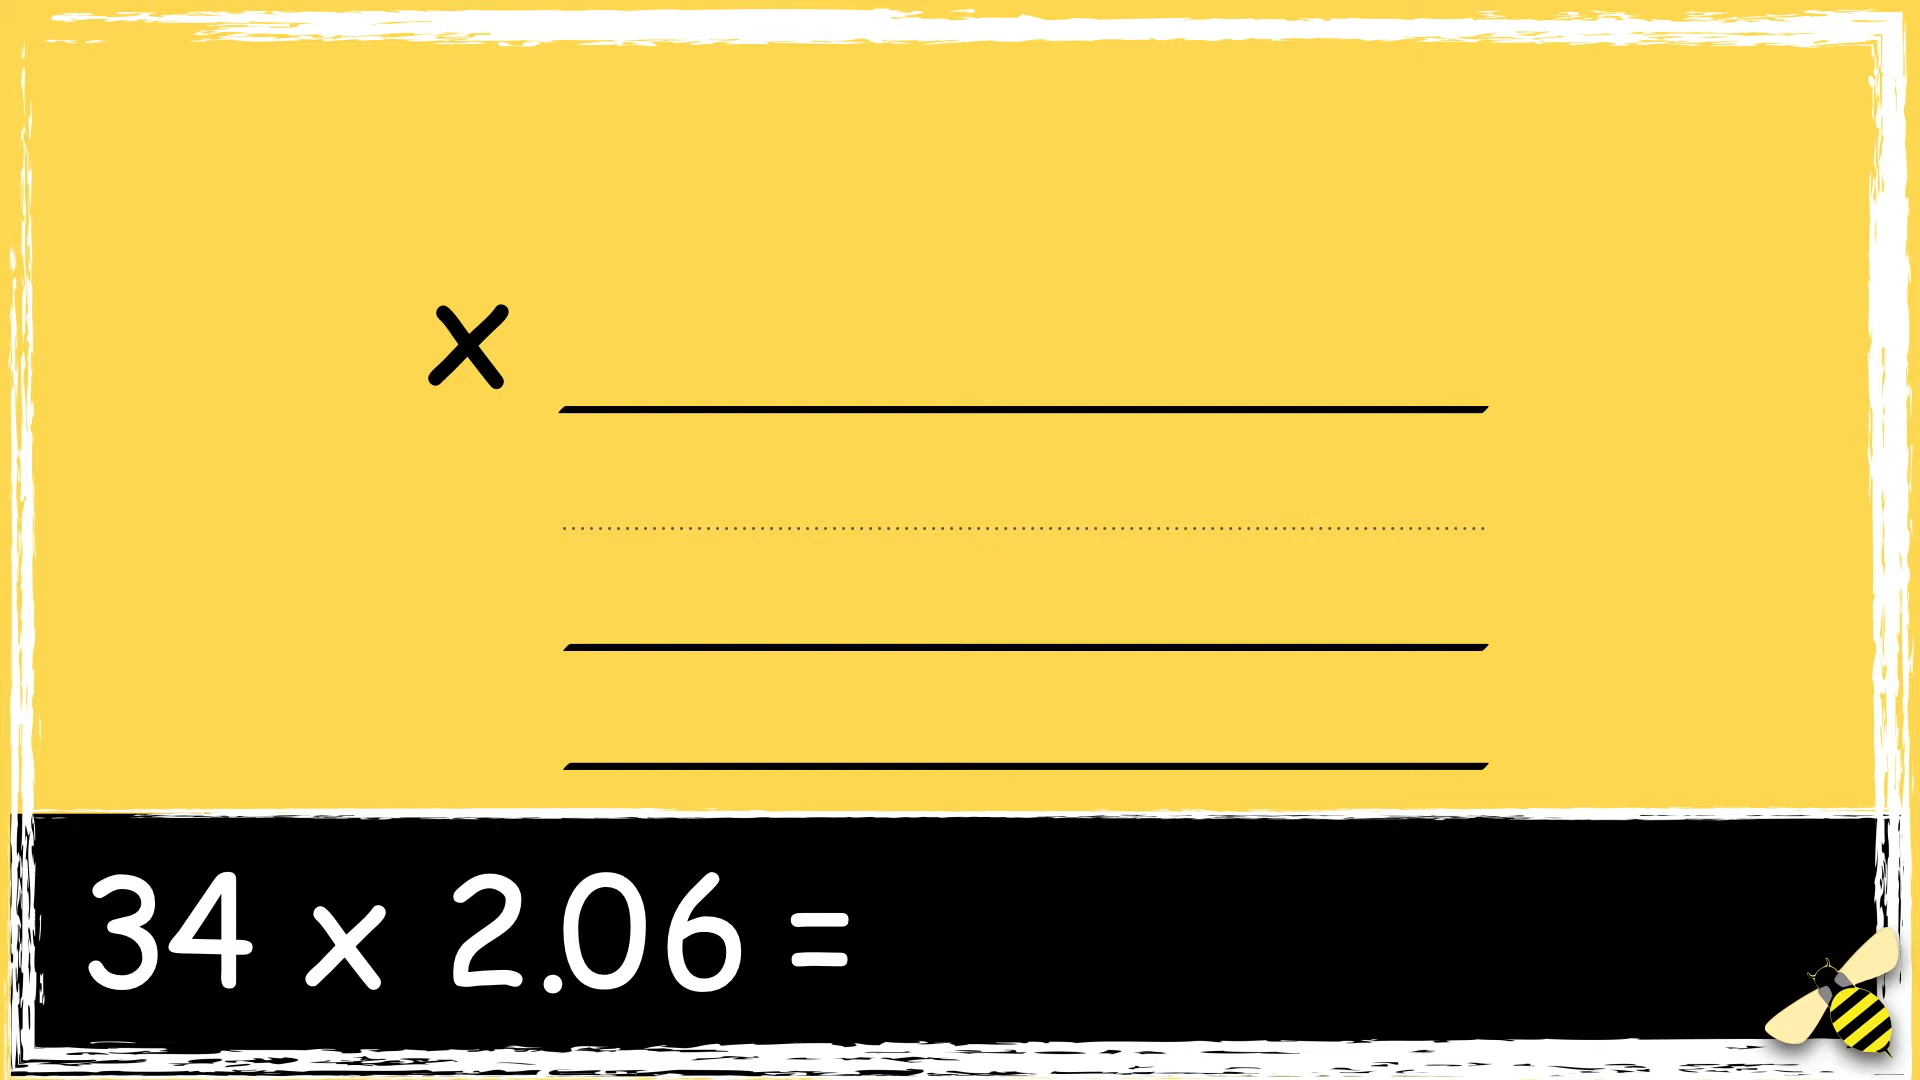 x
34 x 2.06 =